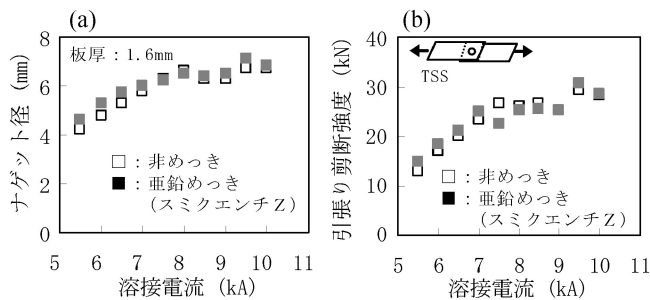 (a)
ナゲット径 (mm)
8
6
4
2
0
板厚：1.6mm
□：非めっき
■：亜鉛めっき
(スミクエンチＺ)
5 6 7 8 9 10 11
溶接電流 (kA)
(b)
引張り剪断強度 (kN)
40
30
20
10
0
TSS
□：非めっき
■：亜鉛めっき
(スミクエンチＺ)
5 6 7 8 9 10 11
溶接電流 (kA)